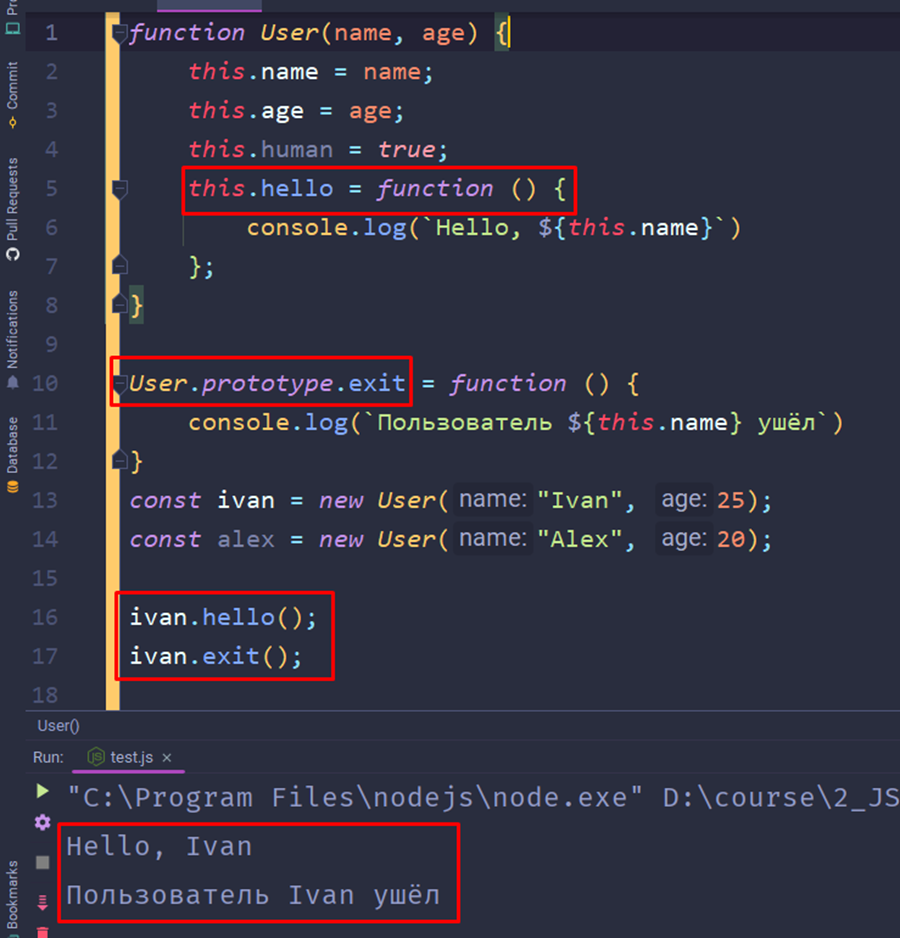 Pr
Commit
Pull Requests
Notifications
Database
Bookmarks
1 function User(name, age) {
2 this.name = name;
3 this.age = age;
4 this.human = true;
5 this.hello = function () {
6 console.log(`Hello, ${this.name}`)
7 };
8 }
9
10 User.prototype.exit = function () {
11 console.log(`Пользователь ${this.name} ушёл`)
12 }
13 const ivan = new User( name: "Ivan", age: 25);
14 const alex = new User( name: "Alex", age: 20);
15
16 ivan.hello();
17 ivan.exit();
18
User()
Run: JS test.js ×
"C:\Program Files\nodejs\node.exe" D:\course\2_JS
Hello, Ivan
Пользователь Ivan ушёл